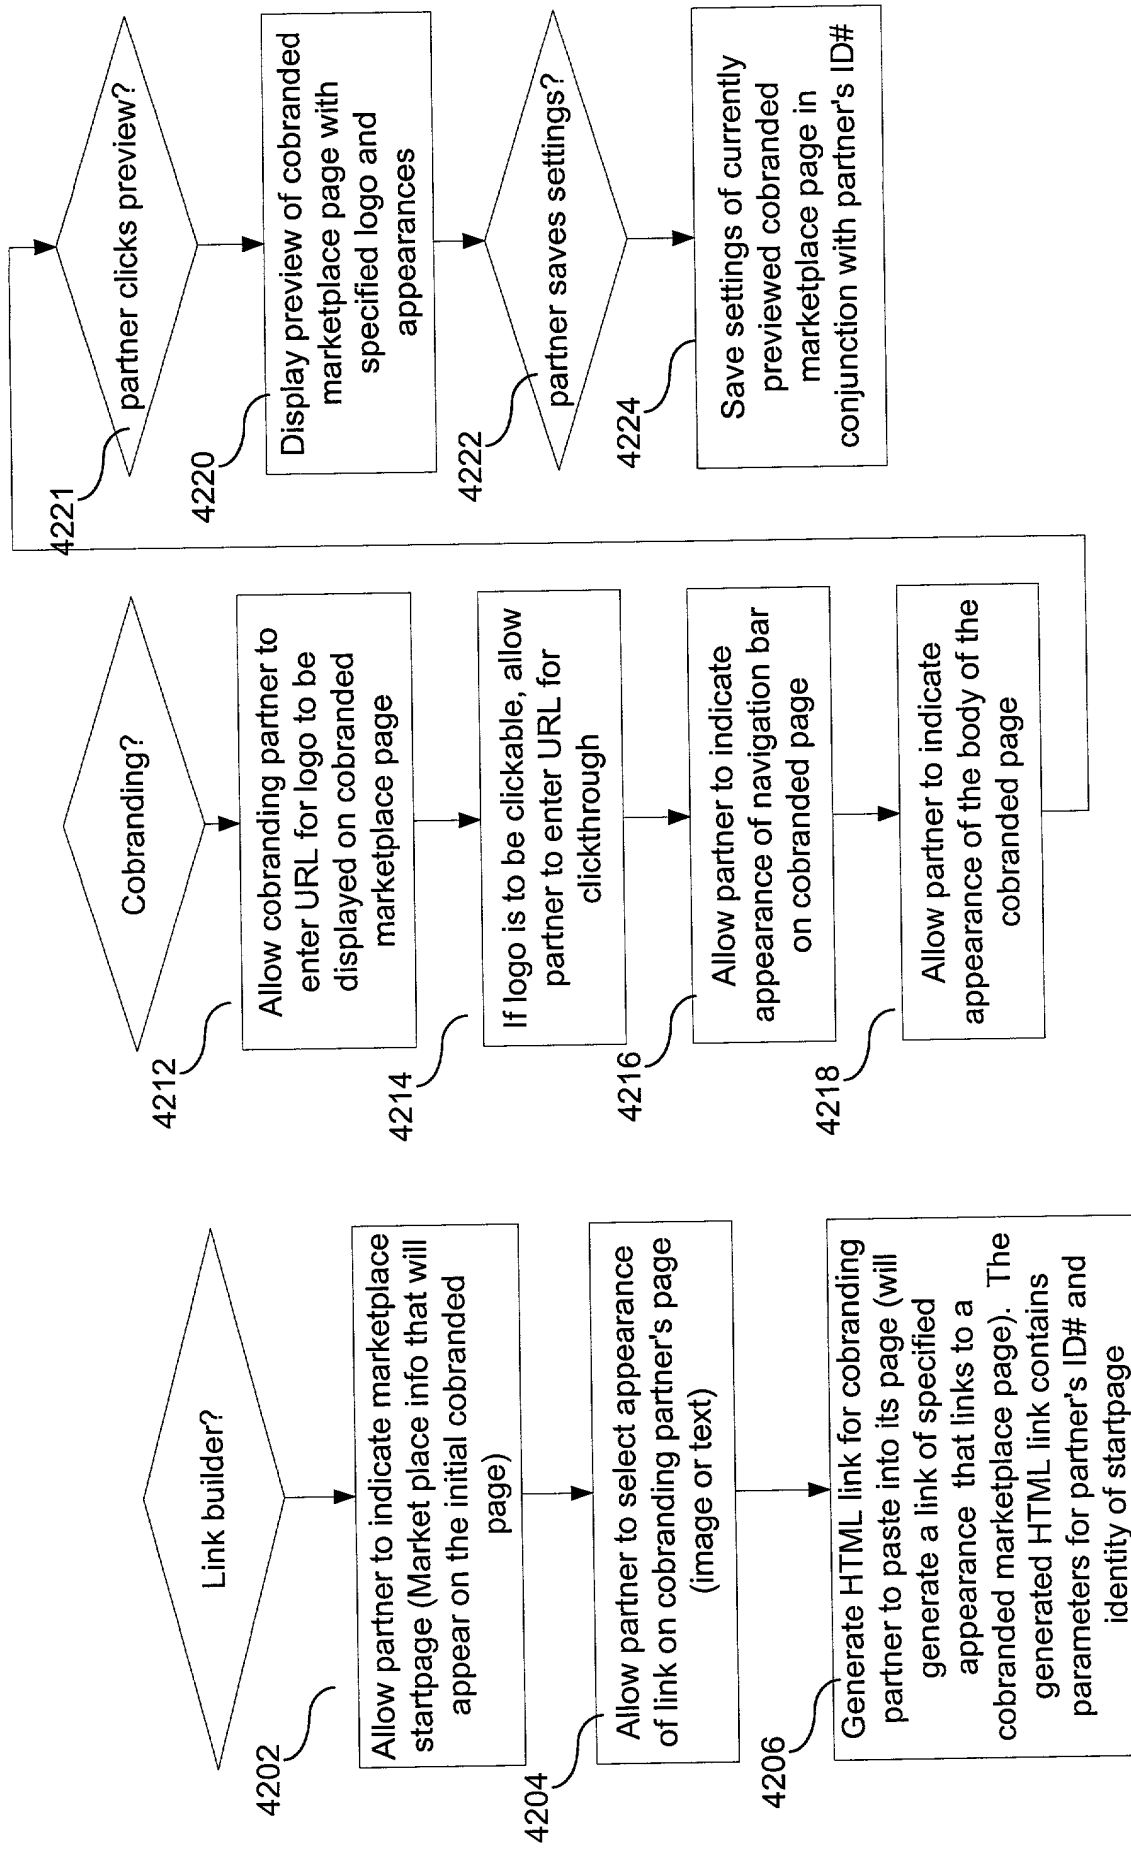 Link builder?
4202
Allow partner to indicate marketplace
startpage (Market place info that will
appear on the initial cobranded
page)
4204
Allow partner to select appearance
of link on cobranding partner's page
(image or text)
4206
Generate HTML link for cobranding
partner to paste into its page (will
generate a link of specified
appearance that links to a
cobranded marketplace page). The
generated HTML link contains
parameters for partner's ID# and
identity of startpage
Cobranding?
4212
Allow cobranding partner to
enter URL for logo to be
displayed on cobranded
marketplace page
4214
If logo is to be clickable, allow
partner to enter URL for
clickthrough
4216
Allow partner to indicate
appearance of navigation bar
on cobranded page
4218
Allow partner to indicate
appearance of the body of the
cobranded page
4221
partner clicks preview?
4220
Display preview of cobranded
marketplace page with
specified logo and
appearances
4222
partner saves settings?
4224
Save settings of currently
previewed cobranded
marketplace page in
conjunction with partner's ID#